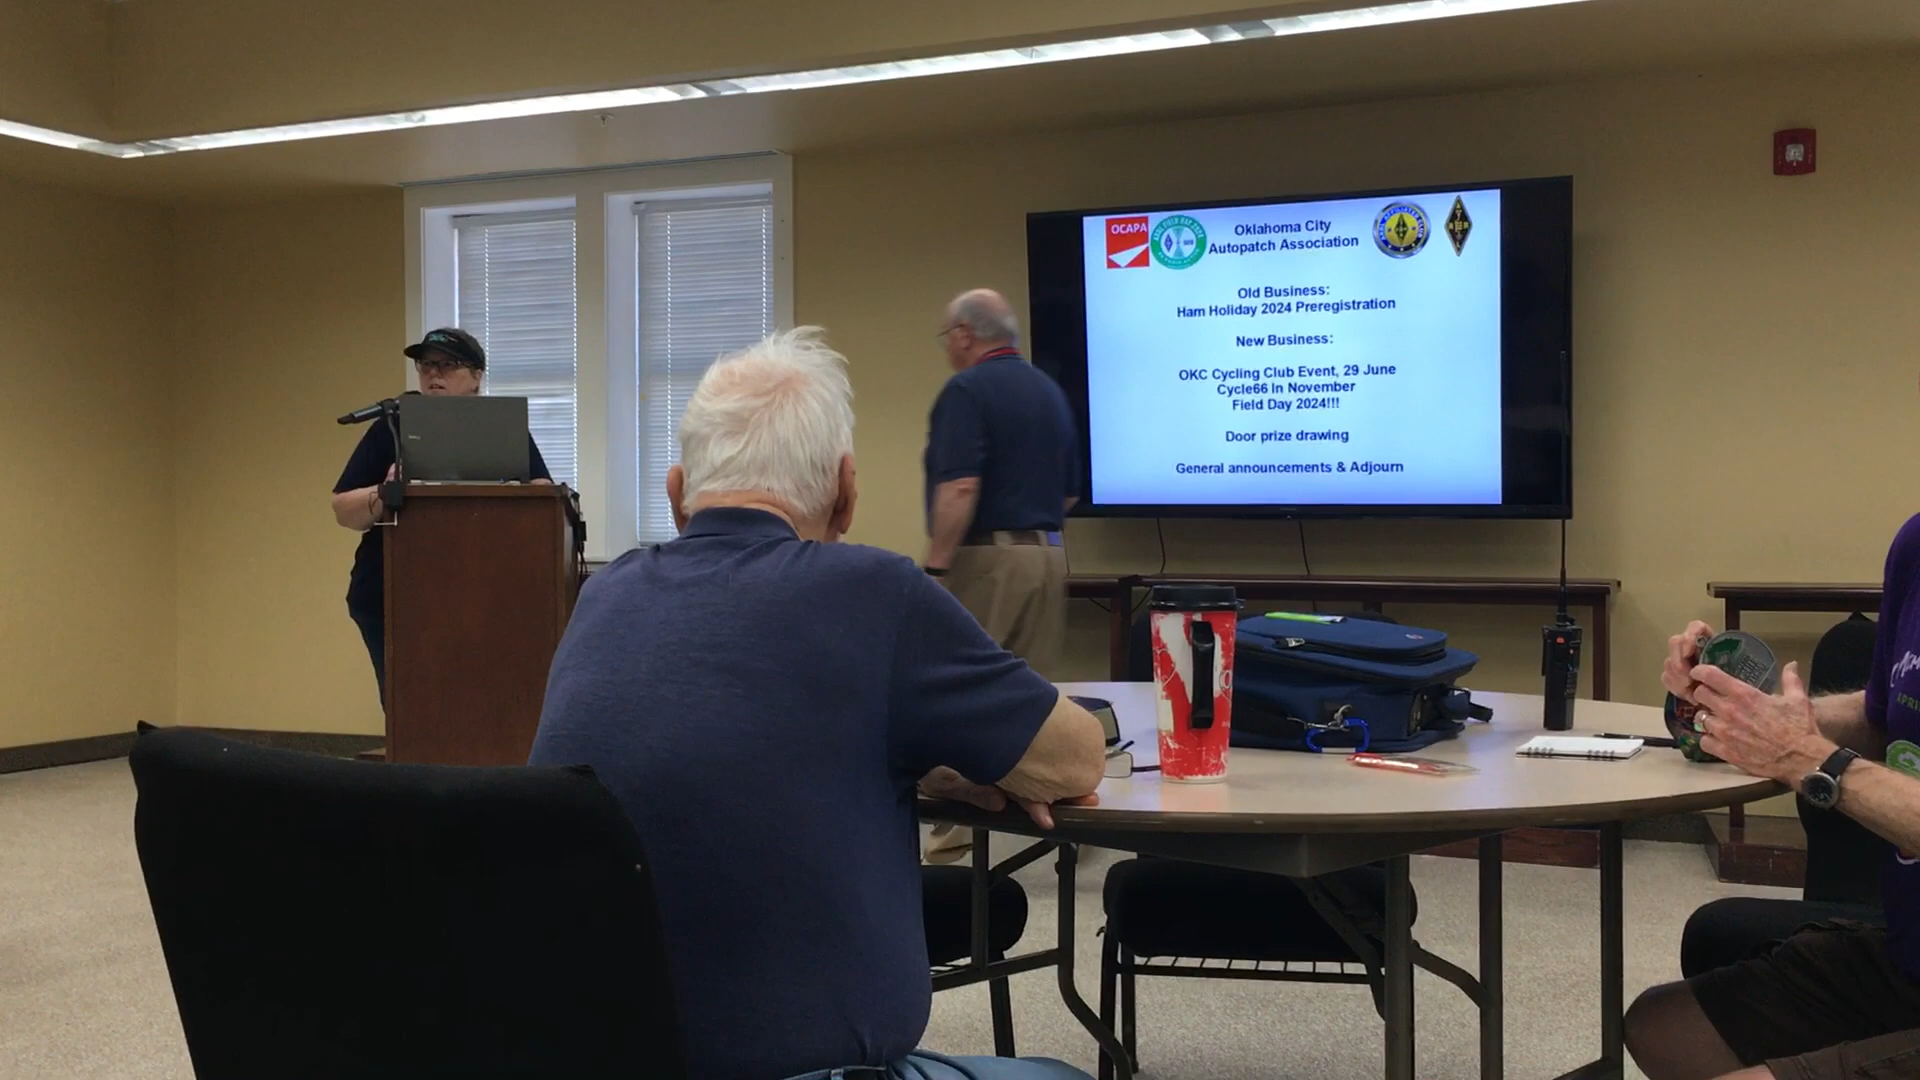 OCAPA
Oklahoma City
Autopatch Association
Old Business:
Ham Holiday 2024 Preregistration
New Business:
OKC Cycling Club Event, 29 June
Cycle66 In November
Field Day 2024!!!
Door prize drawing
General announcements & Adjourn